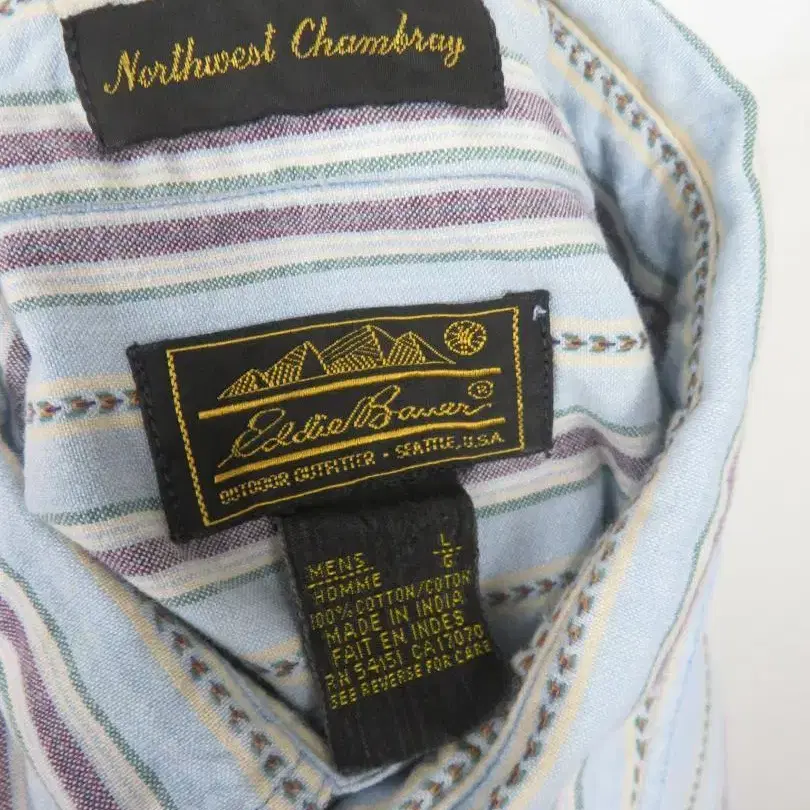 Northwest Chambray
Eddie Bauer®
OUTDOOR OUTFITTER · SEATTLE, U.S.A.
MENS L/G
HOMME
100% COTTON/COTON
MADE IN INDIA
FAIT EN INDES
RN 54151 CA17070
SEE REVERSE FOR CARE